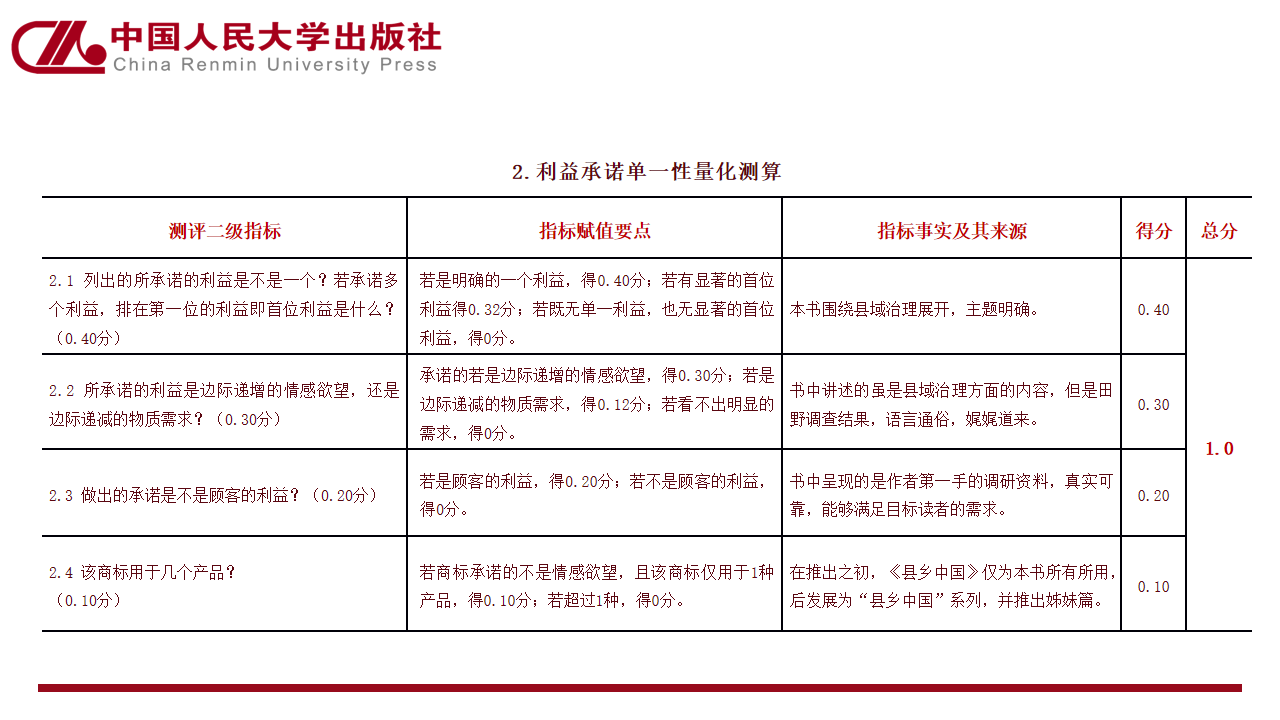 中国人民大学出版社
China Renmin University Press
2.利益承诺单一性量化测算
测评二级指标
指标赋值要点
指标事实及其来源
得分
总分
2.1 列出的所承诺的利益是不是一个？若承诺多
个利益，排在第一位的利益即首位利益是什么？
（0.40分）
若是明确的一个利益，得0.40分；若有显著的首位
利益得0.32分；若既无单一利益，也无显著的首位
利益，得0分。
本书围绕县域治理展开，主题明确。
0.40
2.2 所承诺的利益是边际递增的情感欲望，还是
边际递减的物质需求？（0.30分）
承诺的若是边际递增的情感欲望，得0.30分；若是
边际递减的物质需求，得0.12分；若看不出明显的
需求，得0分。
书中讲述的虽是县域治理方面的内容，但是田
野调查结果，语言通俗，娓娓道来。
0.30
1.0
2.3 做出的承诺是不是顾客的利益？（0.20分）
若是顾客的利益，得0.20分；若不是顾客的利益，
得0分。
书中呈现的是作者第一手的调研资料，真实可
靠，能够满足目标读者的需求。
0.20
2.4 该商标用于几个产品？
（0.10分）
若商标承诺的不是情感欲望，且该商标仅用于1种
产品，得0.10分；若超过1种，得0分。
在推出之初，《县乡中国》仅为本书所有所用，
后发展为“县乡中国”系列，并推出姊妹篇。
0.10